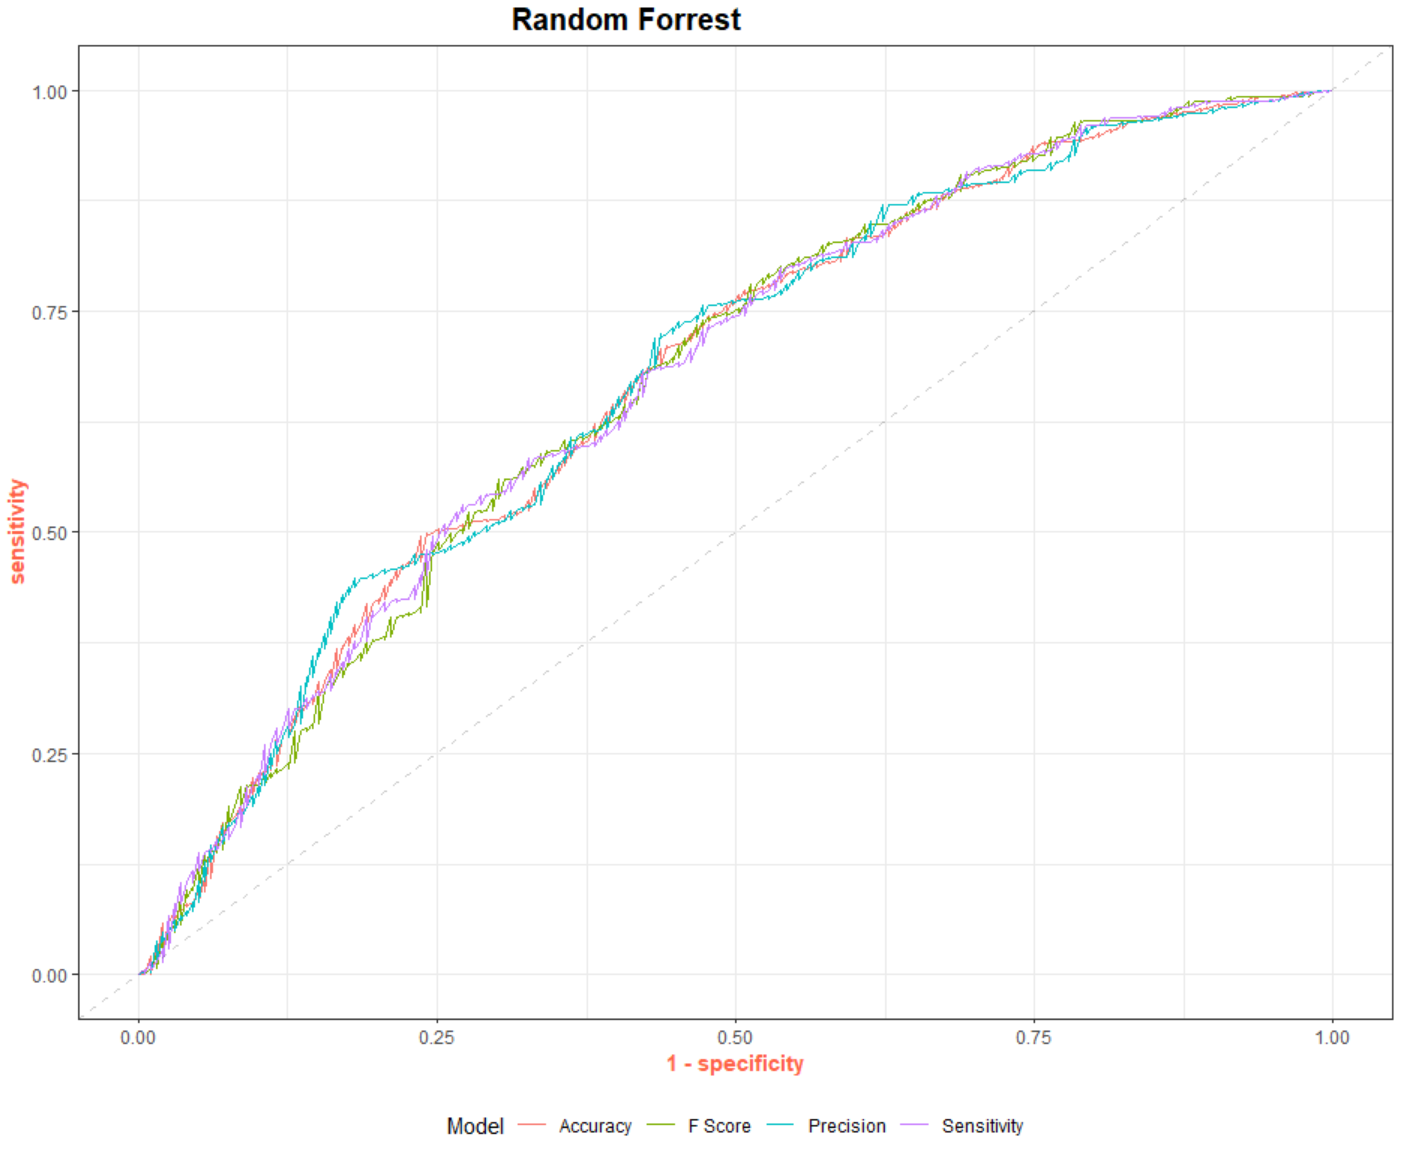 Random Forrest
1.00
0.75
0.50
0.25
0.00
sensitivity
0.00 0.25 0.50 0.75 1.00
1 - specificity
Model Accuracy F Score Precision Sensitivity